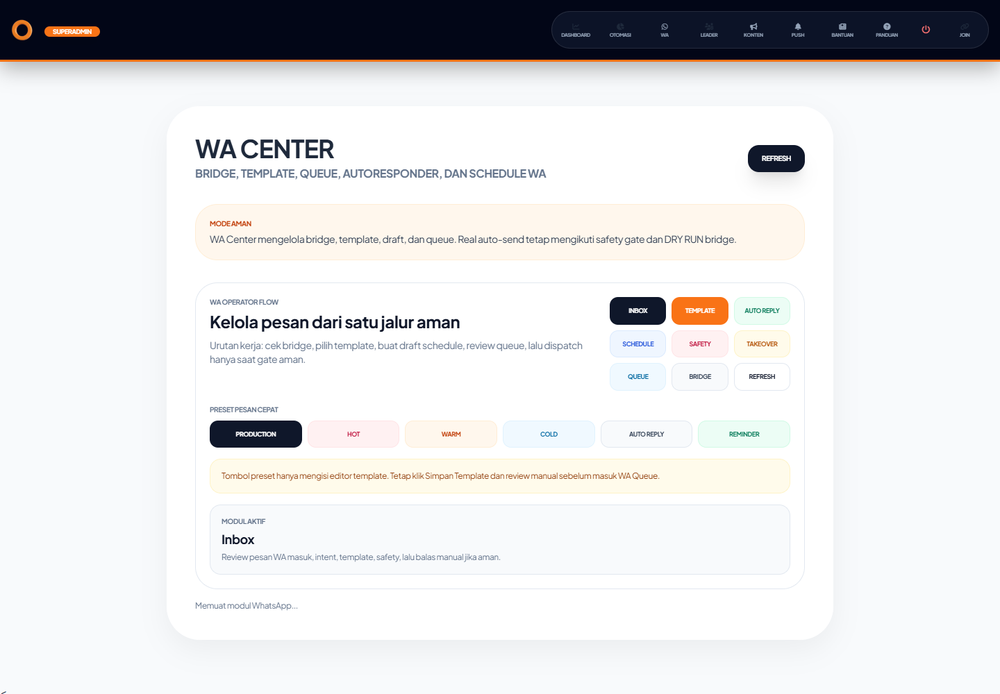 SUPERADMIN
DASHBOARD
OTOMASI
WA
LEADER
KONTEN
PUSH
BANTUAN
PANDUAN
JOIN
WA CENTER
BRIDGE, TEMPLATE, QUEUE, AUTORESPONDER, DAN SCHEDULE WA
REFRESH
MODE AMAN
WA Center mengelola bridge, template, draft, dan queue. Real auto-send tetap mengikuti safety gate dan DRY RUN bridge.
WA OPERATOR FLOW
Kelola pesan dari satu jalur aman
Urutan kerja: cek bridge, pilih template, buat draft schedule, review queue, lalu dispatch
hanya saat gate aman.
INBOX
TEMPLATE
AUTO REPLY
SCHEDULE
SAFETY
TAKEOVER
QUEUE
BRIDGE
REFRESH
PRESET PESAN CEPAT
PRODUCTION
HOT
WARM
COLD
AUTO REPLY
REMINDER
Tombol preset hanya mengisi editor template. Tetap klik Simpan Template dan review manual sebelum masuk WA Queue.
MODUL AKTIF
Inbox
Review pesan WA masuk, intent, template, safety, lalu balas manual jika aman.
Memuat modul WhatsApp...
<